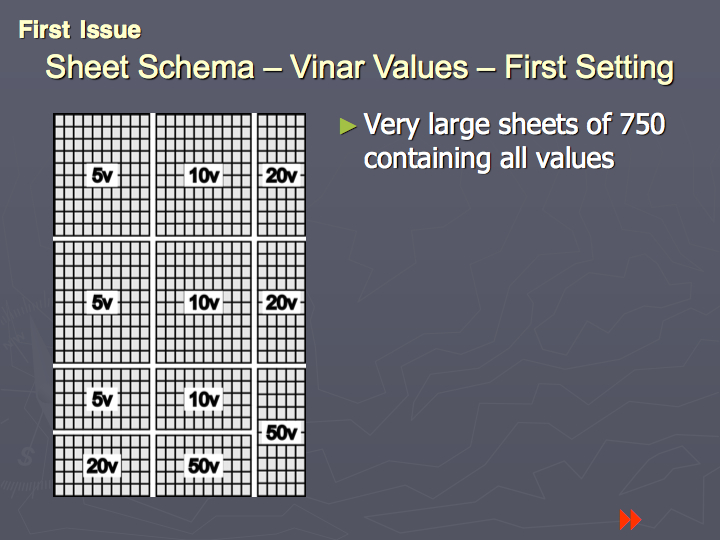 First Issue
Sheet Schema – Vinar Values – First Setting
► Very large sheets of 750
containing all values
5v 10v 20v
5v 10v 20v
5v 10v
50v
20v 50v
S